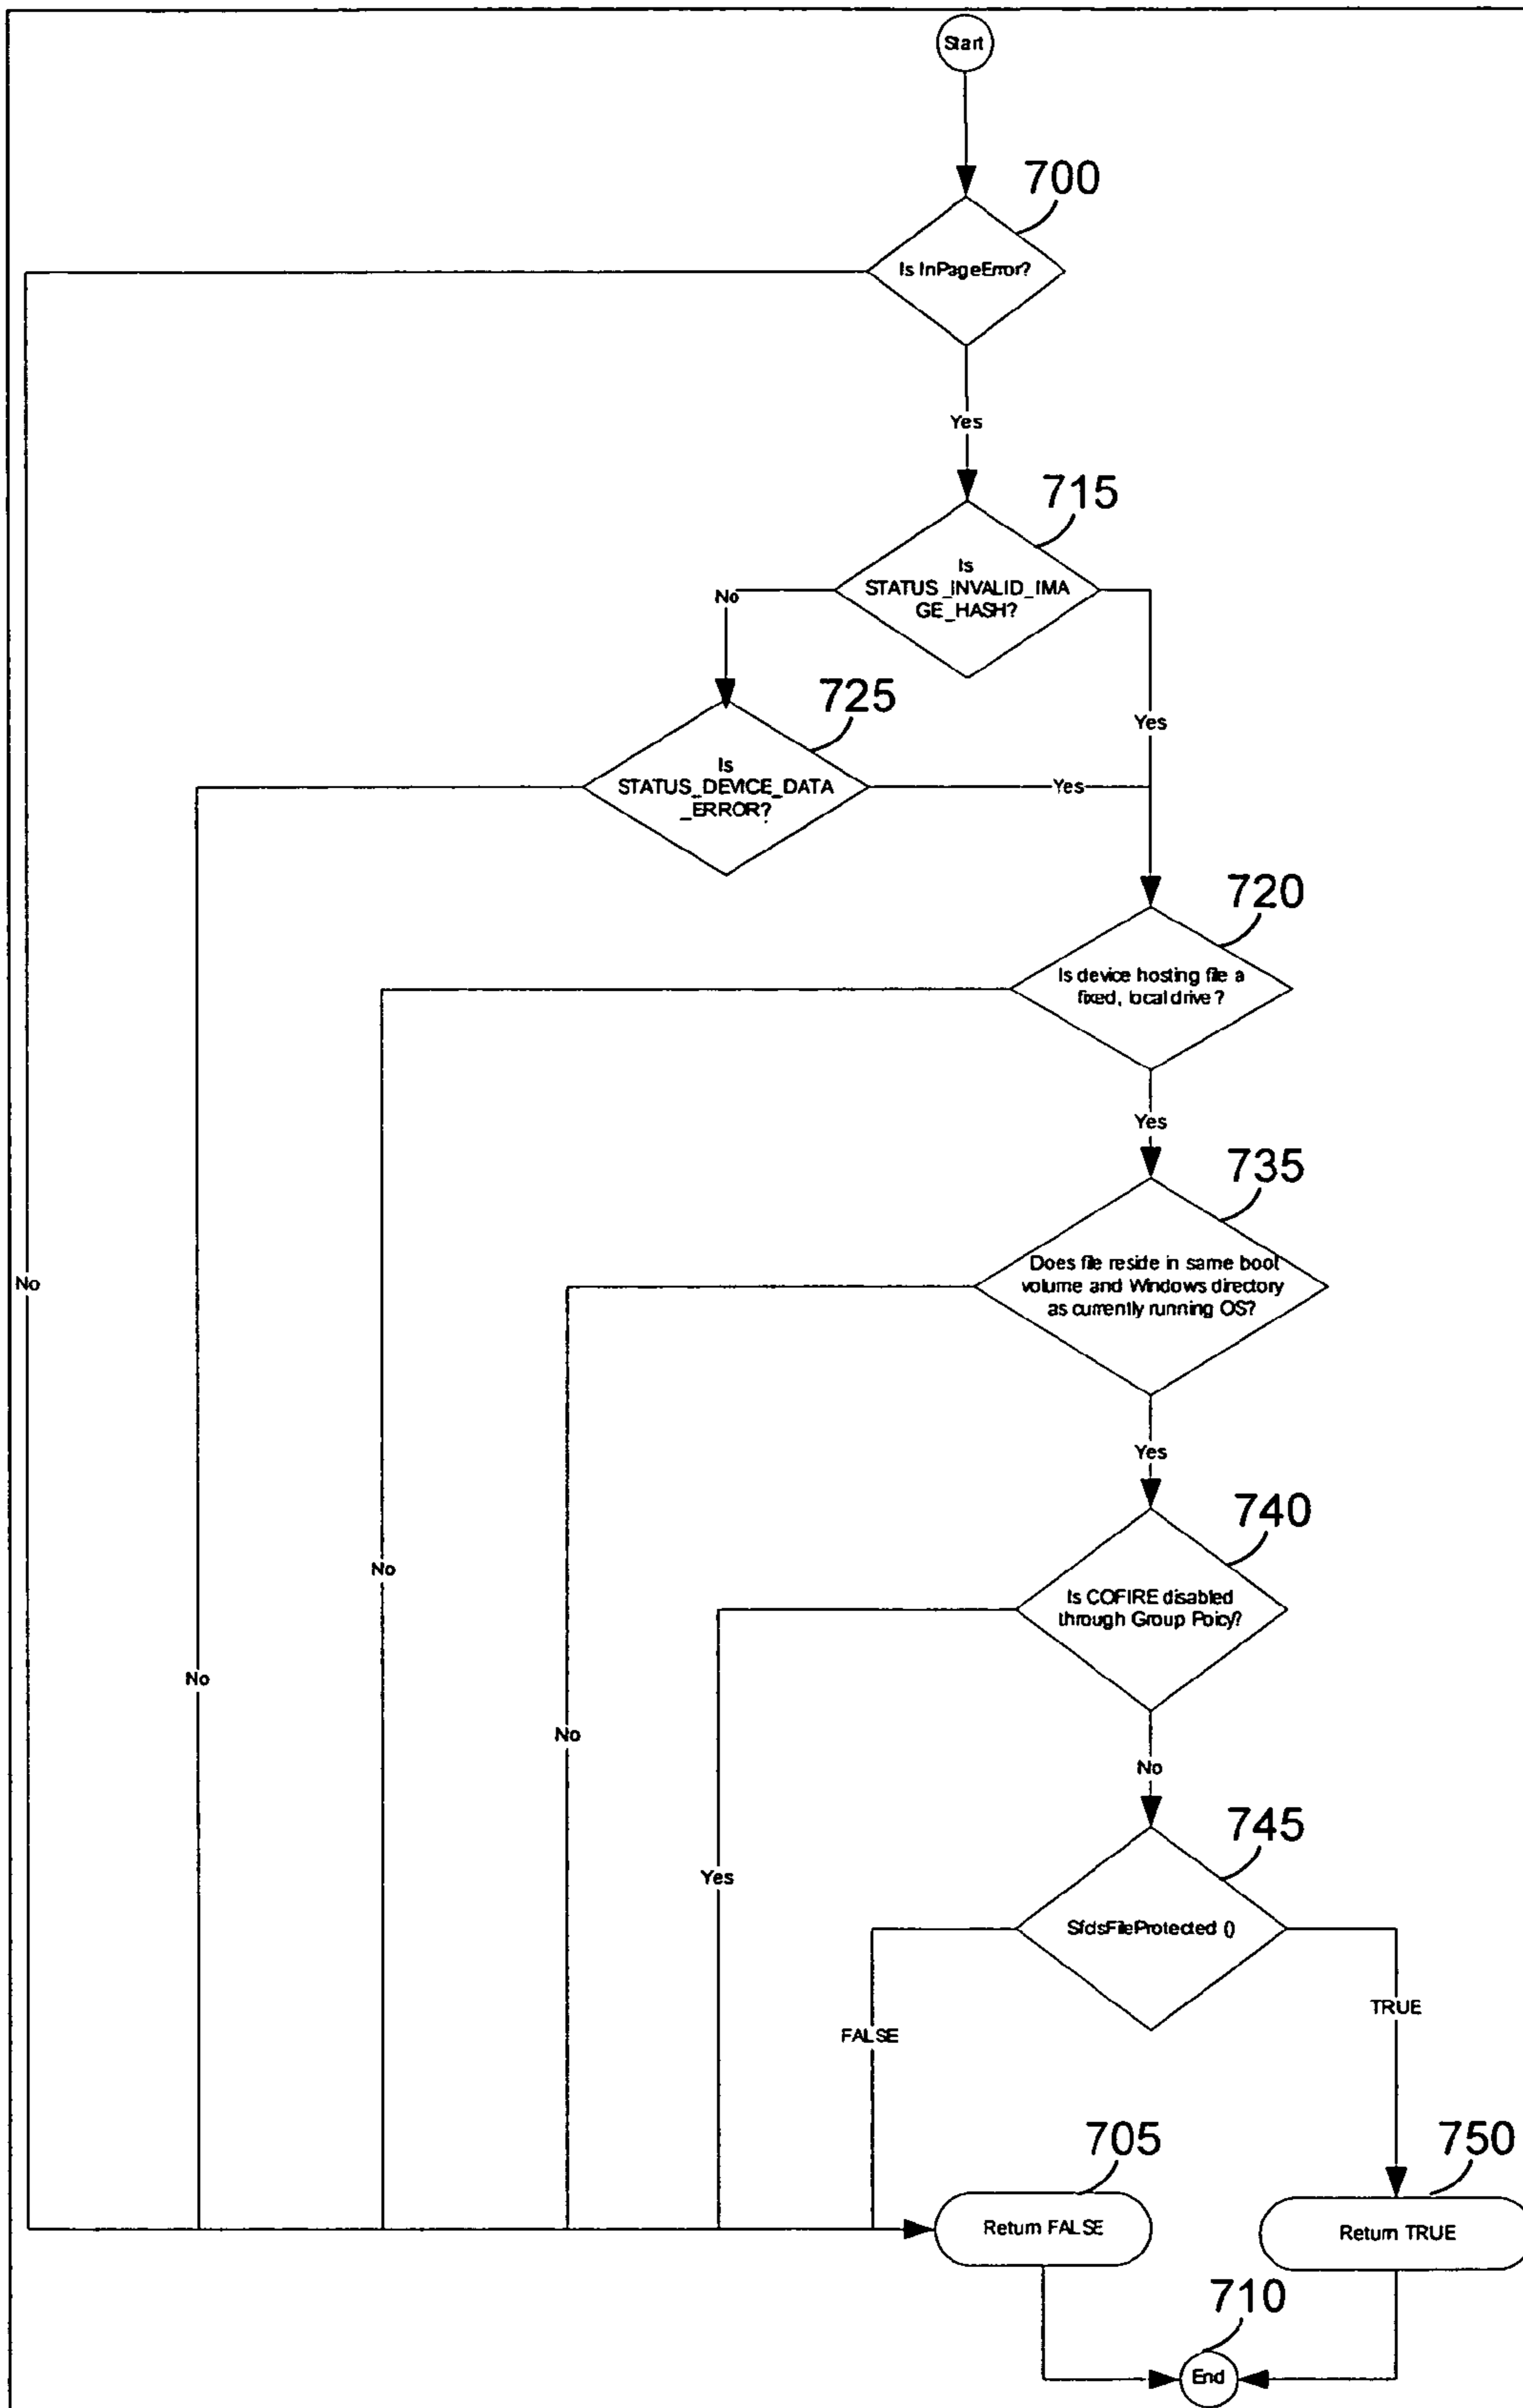 Start
700
Is InPageError?
Yes
715
Is
STATUS_INVALID_IMA
GE_HASH?
No
725
Yes
Is
STATUS_DEVICE_DATA
_ERROR?
Yes
720
Is device hosting file a
fixed, local drive?
Yes
735
Does file reside in same boot
volume and Windows directory
as currently running OS?
No
Yes
740
No
Is COFIRE disabled
through Group Policy?
No
No
No
745
Yes
SfcIsFileProtected ()
TRUE
FALSE
705
750
Return FALSE
Return TRUE
710
End